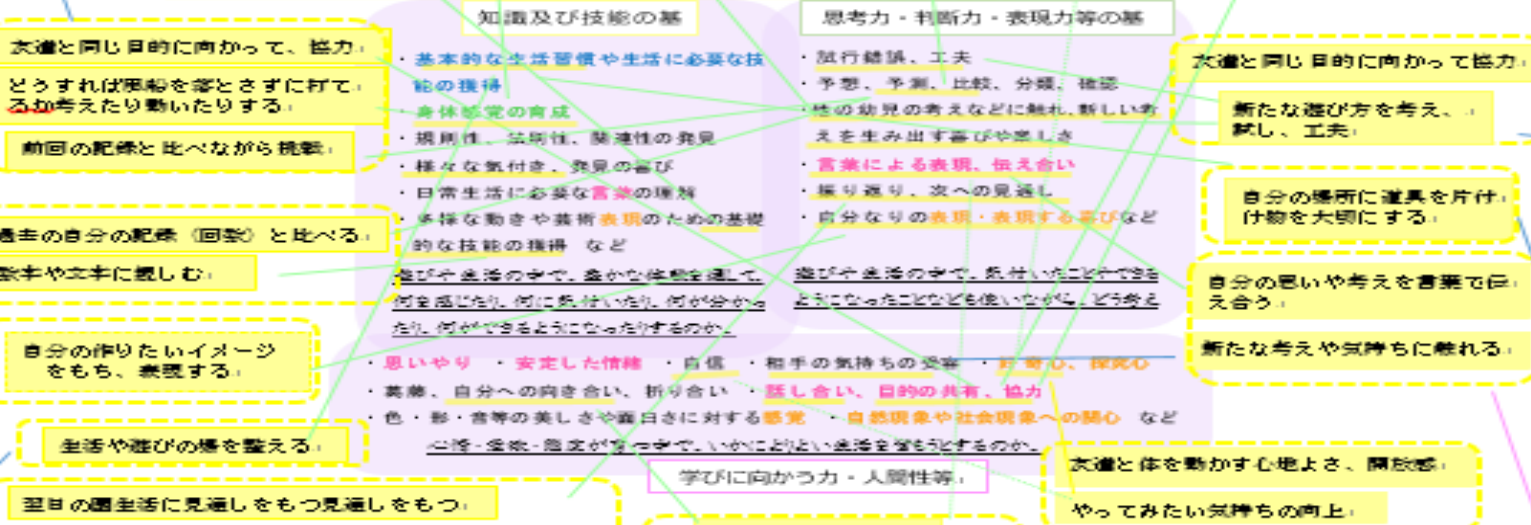 知識及び技能の基
・基本的な生活習慣や生活に必要な技
能の獲得
・身体感覚の育成
・規則性、法則性、関連性の発見
・様々な気付き、発見の喜び
・日常生活に必要な言葉の理解
・多様な動きや芸術表現のための基礎
的な技能の獲得 など
遊びや生活の中で、豊かな体験を通して、
何を感じたり、何に気付いたり、何が分かっ
たり、何ができるようになったりするのか。
思考力・判断力・表現力等の基
・試行錯誤、工夫
・予想、予測、比較、分類、確認
・他の幼児の考えなどに触れ、新しい考
えを生み出す喜びや楽しさ
・言葉による表現、伝え合い
・振り返り、次への見通し
・自分なりの表現・表現する喜びなど
遊びや生活の中で、気付いたことやできる
ようになったことなども使いながら、どう考え
・思いやり ・安定した情緒 ・自信 ・相手の気持ちの受容 ・好奇心、探究心
・葛藤、自分への向き合い、折り合い ・話し合い、目的の共有、協力
・色・形・音等の美しさや面白さに対する感覚 ・自然現象や社会現象への関心 など
心情・意欲・態度が育つ中で、いかによりよい生活を営もうとするのか。
学びに向かう力・人間性等
友達と同じ目的に向かって、協力
どうすれば風船を落とさずに打て
るか考えたり動いたりする
前回の記録と比べながら挑戦
過去の自分の記録（回数）と比べる
数字や文字に親しむ
自分の作りたいイメージ
をもち、表現する
生活や遊びの場を整える
翌日の園生活に見通しをもつ見通しをもつ
友達と同じ目的に向かって協力
新たな遊び方を考え、
試し、工夫
自分の場所に道具を片付
け物を大切にする
自分の思いや考えを言葉で伝
え合う
新たな考えや気持ちに触れる
友達と体を動かす心地よさ、開放感
やってみたい気持ちの向上